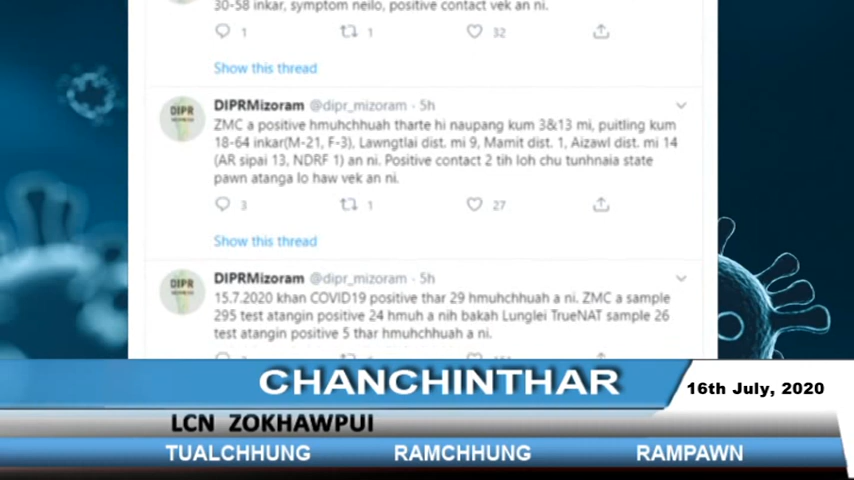 30-58 inkar, symptom neilo, positive contact vek an ni.
1 1 32
Show this thread
DIPR
DIPRMizoram @dipr_mizoram · 5h
ZMC a positive hmuhchhuah tharte hi naupang kum 3&13 mi, puitling kum
18-64 inkar(M-21, F-3), Lawngtlai dist. mi 9, Mamit dist. 1, Aizawl dist. mi 14
(AR sipai 13, NDRF 1) an ni. Positive contact 2 tih loh chu tunhnaia state
pawn atanga lo haw vek an ni.
3 1 27
Show this thread
DIPR
DIPRMizoram @dipr_mizoram · 5h
15.7.2020 khan COVID19 positive thar 29 hmuhchhuah a ni. ZMC a sample
295 test atangin positive 24 hmuh a nih bakah Lunglei TrueNAT sample 26
test atangin positive 5 thar hmuhchhuah a ni.
CHANCHINTHAR
16th July, 2020
LCN ZOKHAWPUI
TUALCHHUNG RAMCHHUNG RAMPAWN